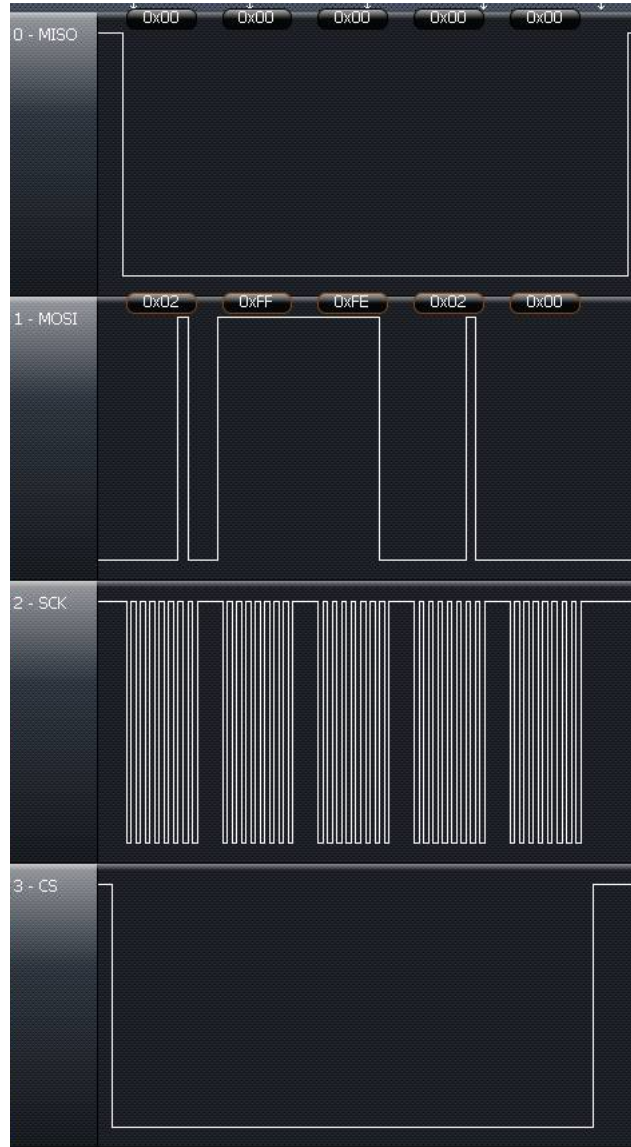 0x00 0x00 0x00 0x00 0x00
0 - MISO
0x02 0xFF 0xFE 0x02 0x00
1 - MOSI
2 - SCK
3 - CS